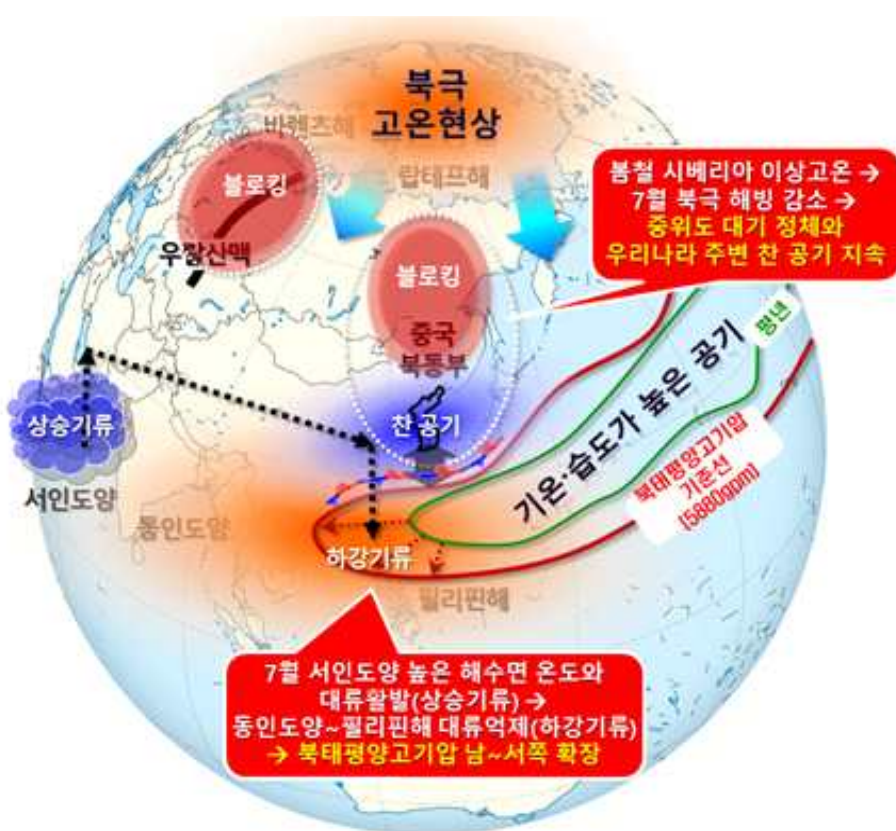 북극
고온현상
바렌츠해
랍테프해
블로킹
우랄산맥
블로킹
중국
북동부
봄철 시베리아 이상고온 →
7월 북극 해빙 감소 →
중위도 대기 정체와
우리나라 주변 찬 공기 지속
평년
상승기류
서인도양
찬 공기
기온·습도가 높은 공기
북태평양고기압
기준선
(5880gpm)
동인도양
하강기류
필리핀해
7월 서인도양 높은 해수면 온도와
대류활발(상승기류) →
동인도양~필리핀해 대류억제(하강기류)
→ 북태평양고기압 남~서쪽 확장